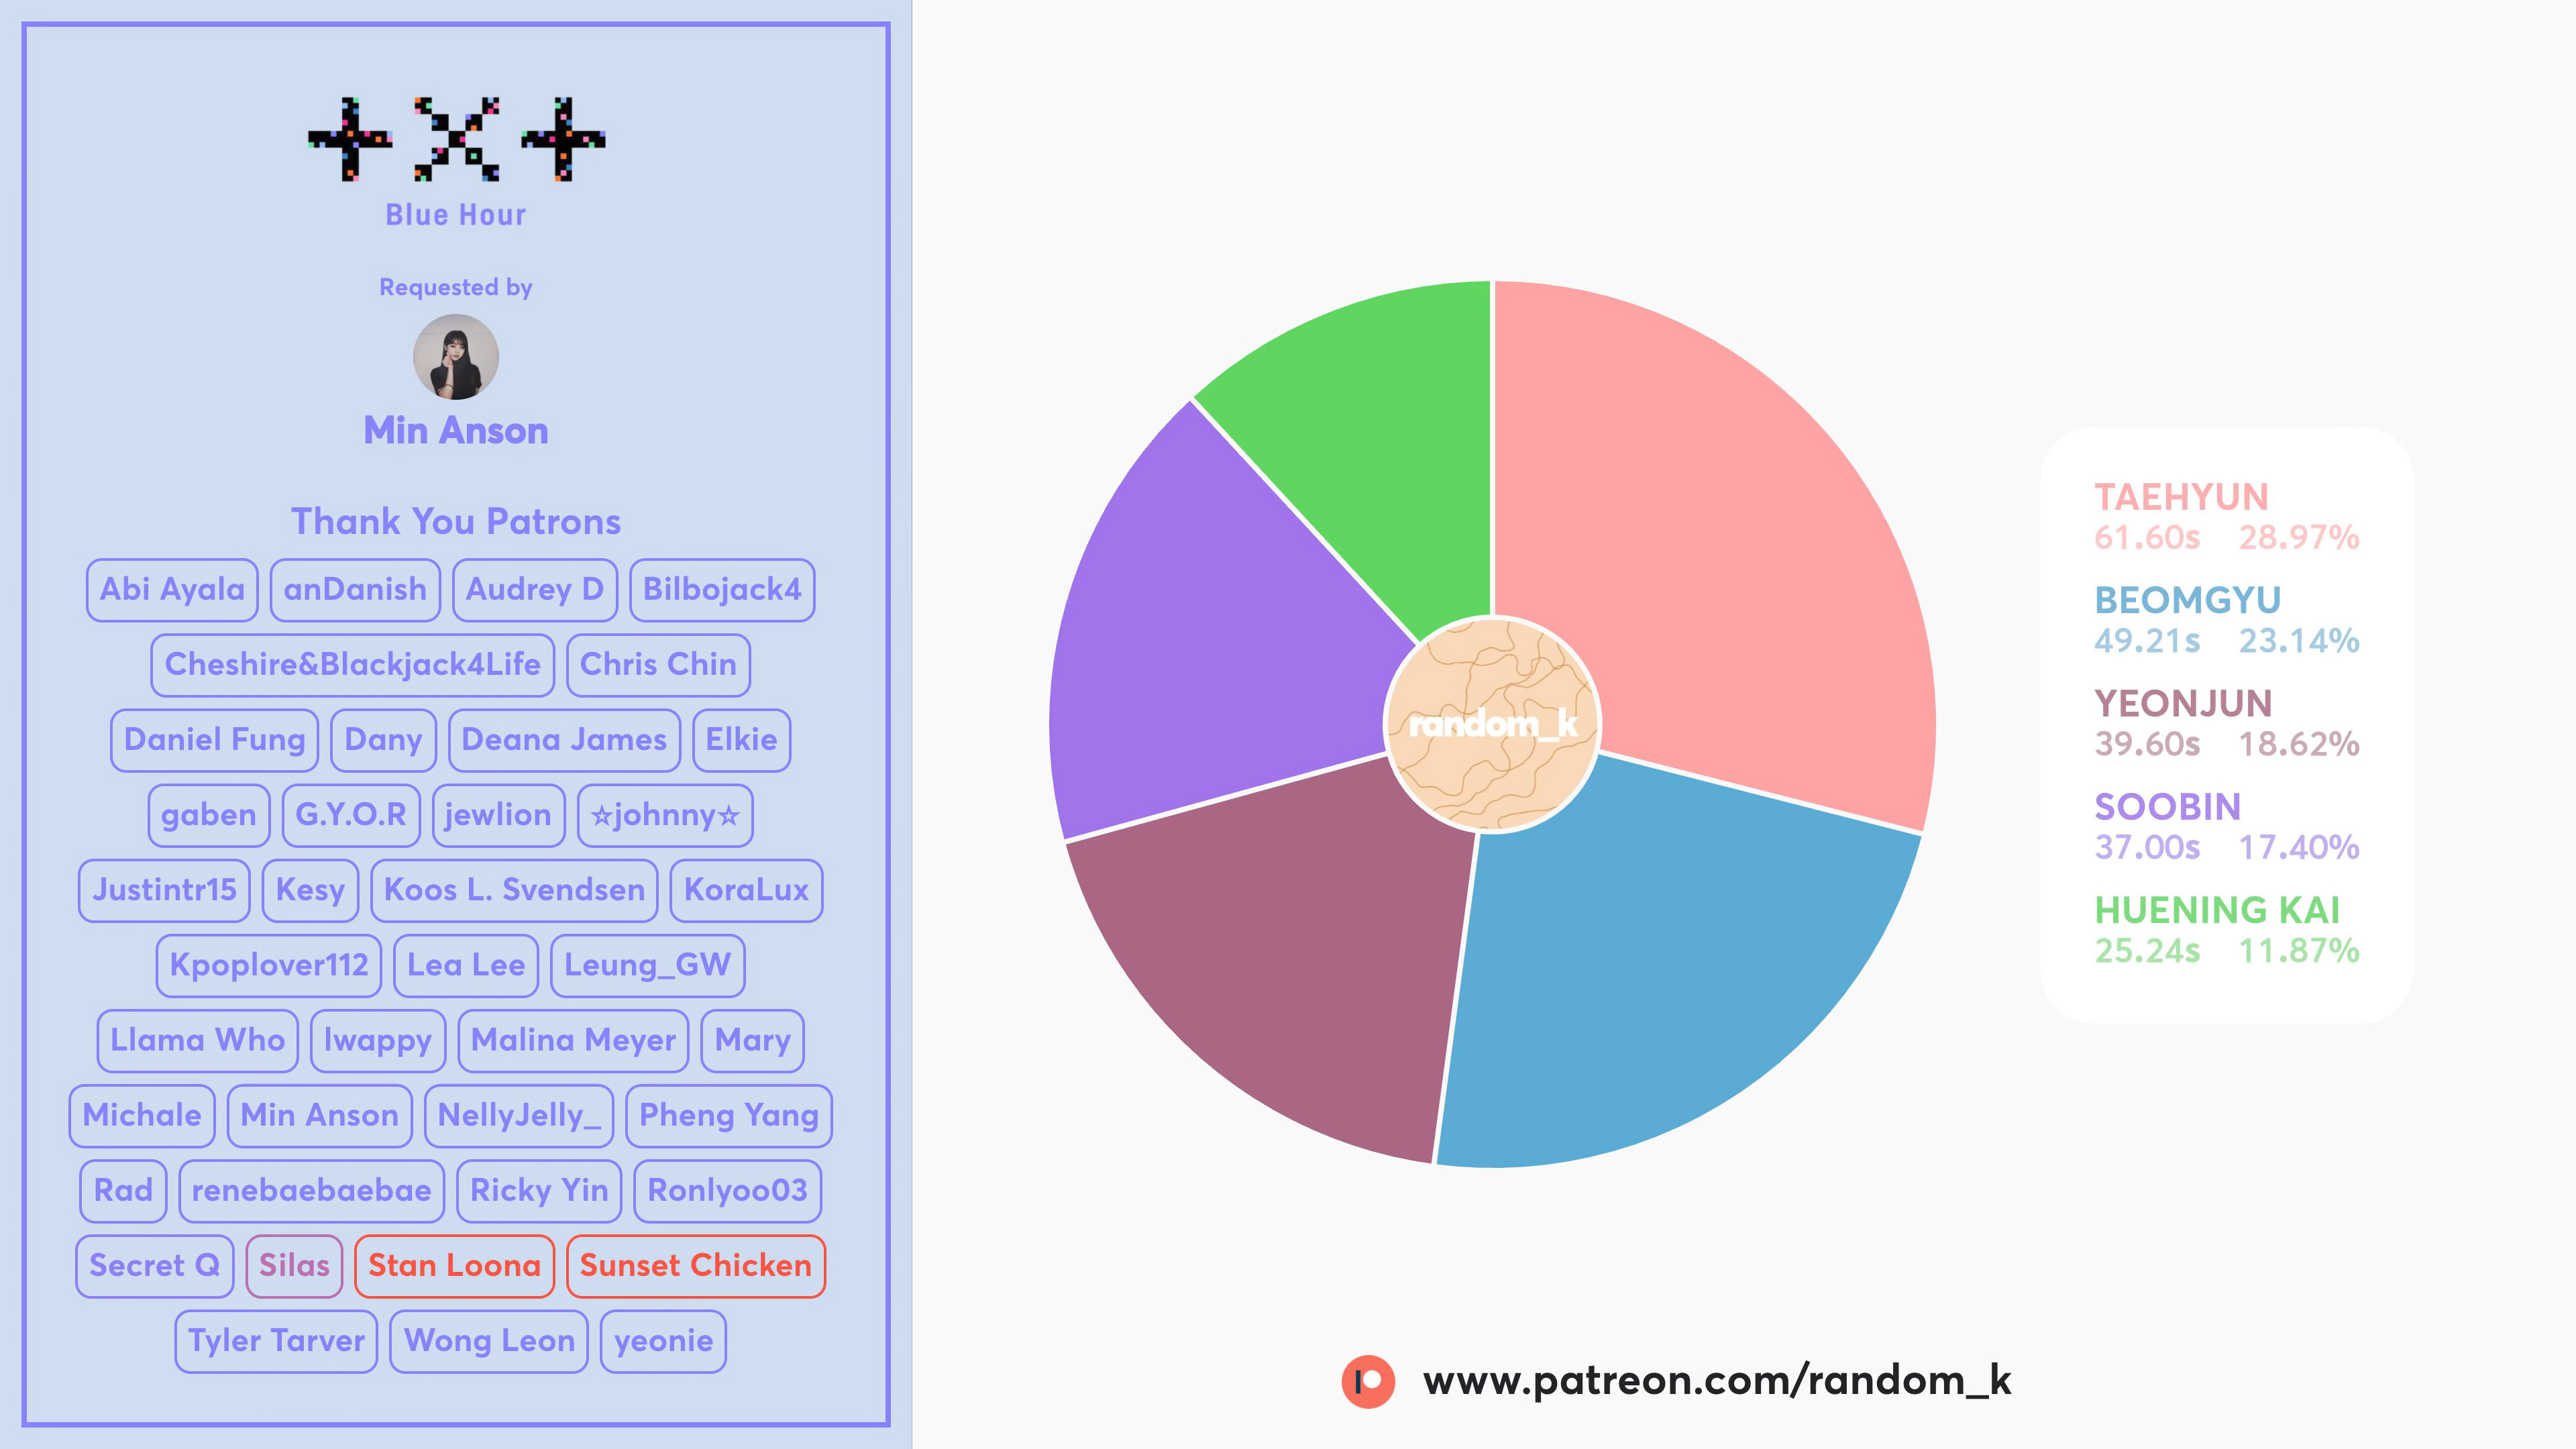 TXT
Blue Hour
Requested by
Min Anson
Thank You Patrons
Abi Ayala anDanish Audrey D Bilbojack4
Cheshire&Blackjack4Life Chris Chin
Daniel Fung Dany Deana James Elkie
gaben G.Y.O.R jewlion ☆johnny☆
Justintr15 Kesy Koos L. Svendsen KoraLux
Kpoplover112 Lea Lee Leung_GW
Llama Who lwappy Malina Meyer Mary
Michale Min Anson NellyJelly_ Pheng Yang
Rad renebaebaebae Ricky Yin Ronlyoo03
Secret Q Silas Stan Loona Sunset Chicken
Tyler Tarver Wong Leon yeonie
random_k
TAEHYUN
61.60s 28.97%
BEOMGYU
49.21s 23.14%
YEONJUN
39.60s 18.62%
SOOBIN
37.00s 17.40%
HUENING KAI
25.24s 11.87%
www.patreon.com/random_k